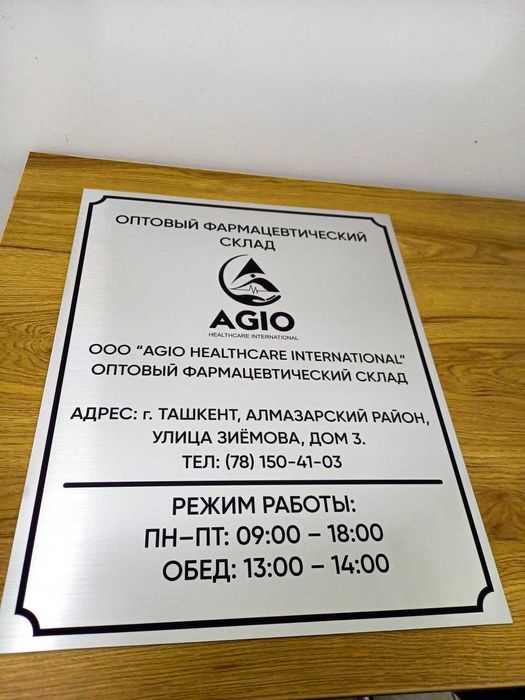 ОПТОВЫЙ ФАРМАЦЕВТИЧЕСКИЙ
СКЛАД
AGIO
HEALTHCARE INTERNATIONAL
ООО "AGIO HEALTHCARE INTERNATIONAL"
ОПТОВЫЙ ФАРМАЦЕВТИЧЕСКИЙ СКЛАД
АДРЕС: г. ТАШКЕНТ, АЛМАЗАРСКИЙ РАЙОН,
УЛИЦА ЗИЁМОВА, ДОМ 3.
ТЕЛ: (78) 150-41-03
РЕЖИМ РАБОТЫ:
ПН–ПТ: 09:00 – 18:00
ОБЕД: 13:00 – 14:00